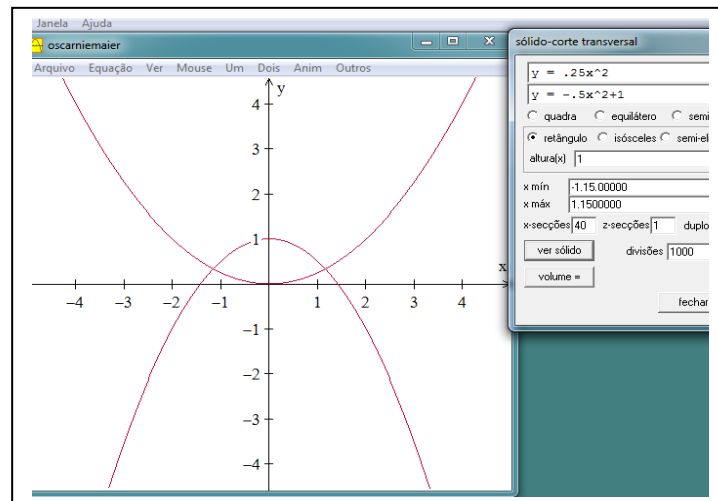 Janela Ajuda
oscarniemaier
Arquivo Equação Ver Mouse Um Dois Anim Outros
y
4
3
2
1
x
−4 −3 −2 −1 1 2 3 4
−1
−2
−3
−4
sólido-corte transversal
y = .25x^2
y = -.5x^2+1
quadra equilátero semi
retângulo isósceles semi-el
altura(x) 1
x mín -1.15.00000
x máx 1.1500000
x-secções 40 z-secções 1 duplo
ver sólido divisões 1000
volume =
fechar